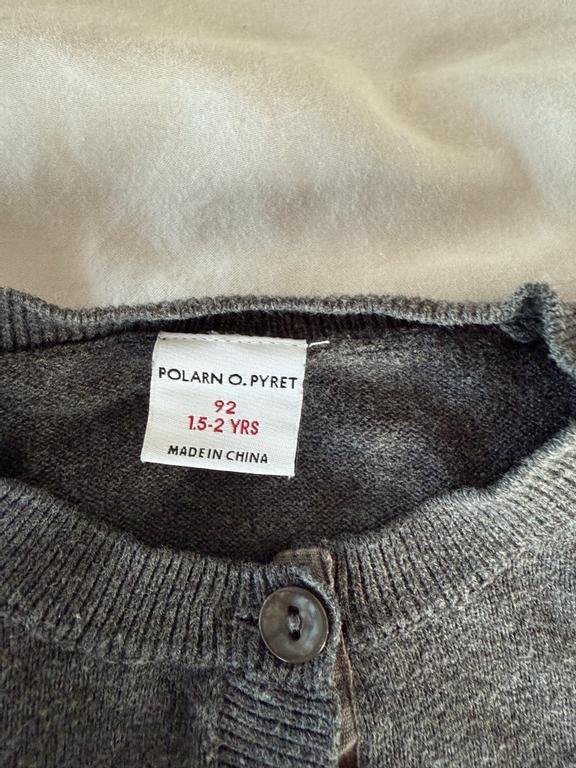 POLARN O. PYRET
92
1.5-2 YRS
MADE IN CHINA